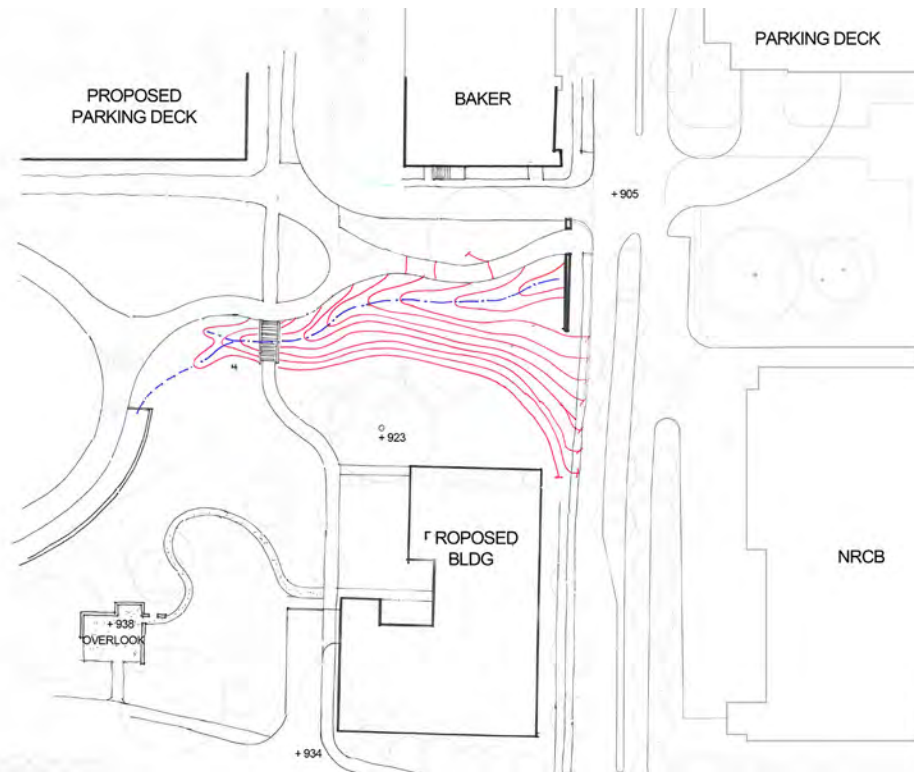 PARKING DECK
PROPOSED
PARKING DECK
BAKER
+ 905
+ 923
ROPOSED
BLDG
NRCB
+ 938
OVERLOOK
+ 934